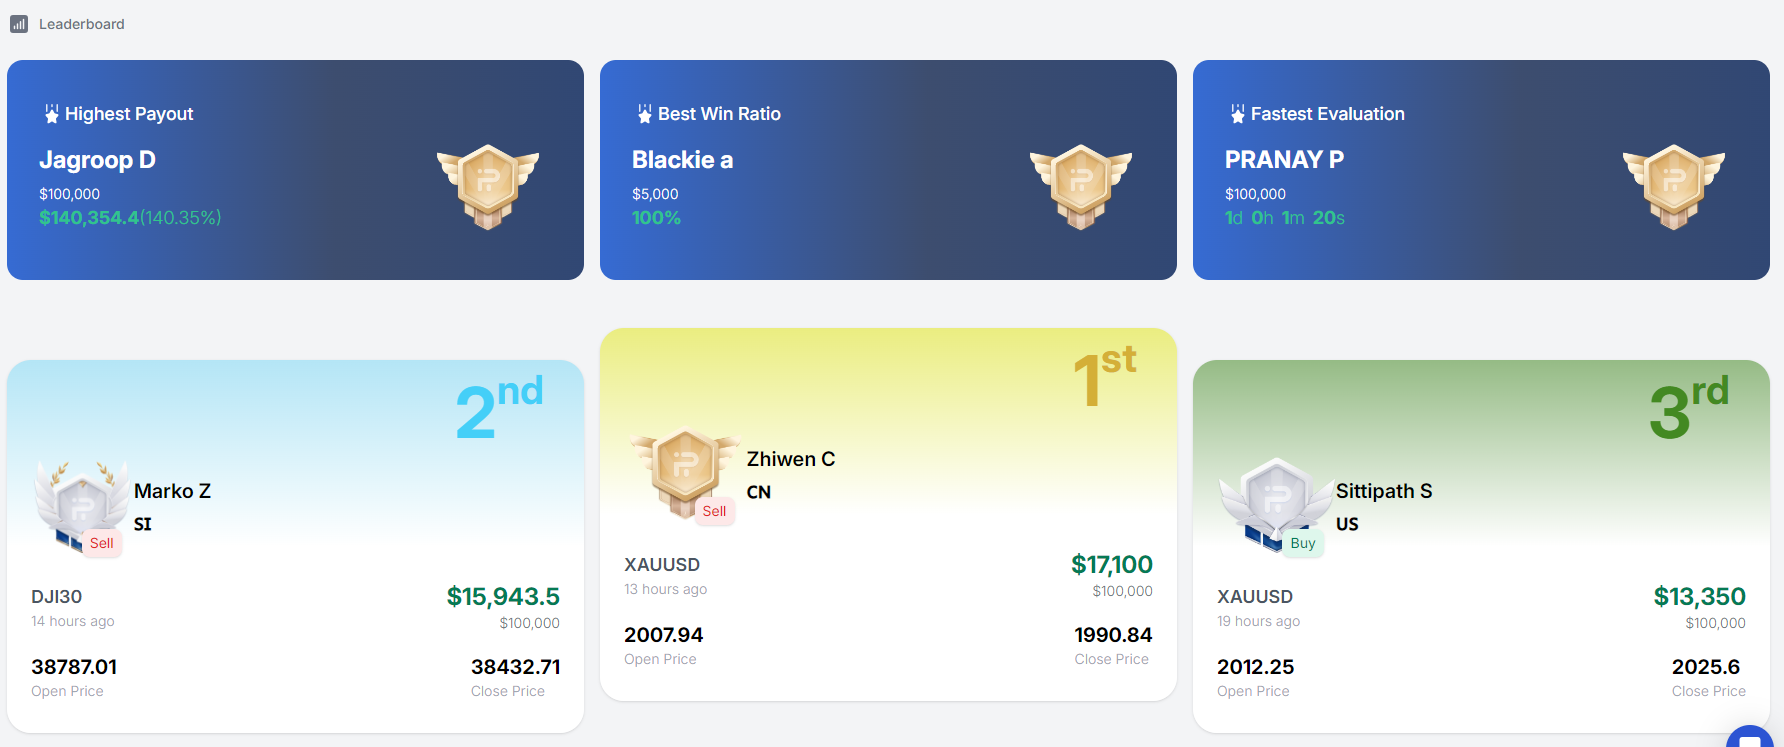 Leaderboard
Highest Payout
Jagroop D
$100,000
$140,354.4(140.35%)
Best Win Ratio
Blackie a
$5,000
100%
Fastest Evaluation
PRANAY P
$100,000
1d 0h 1m 20s
2nd
Marko Z
SI
Sell
DJI30
$15,943.5
14 hours ago
$100,000
38787.01
38432.71
Open Price
Close Price
1st
Zhiwen C
CN
Sell
XAUUSD
$17,100
13 hours ago
$100,000
2007.94
1990.84
Open Price
Close Price
3rd
Sittipath S
US
Buy
XAUUSD
$13,350
19 hours ago
$100,000
2012.25
2025.6
Open Price
Close Price